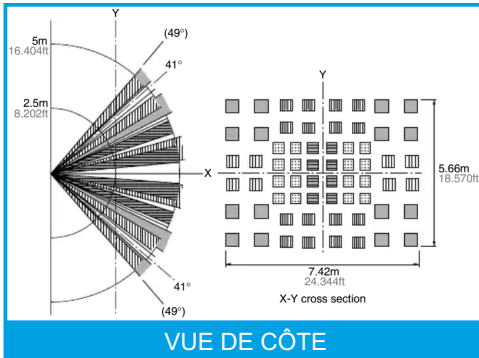 Y
(49°)
5m
16.404ft
41°
2.5m
8.202ft
X
41°
(49°)
Y
5.66m
18.570ft
7.42m
24.344ft
X-Y cross section
VUE DE CÔTE